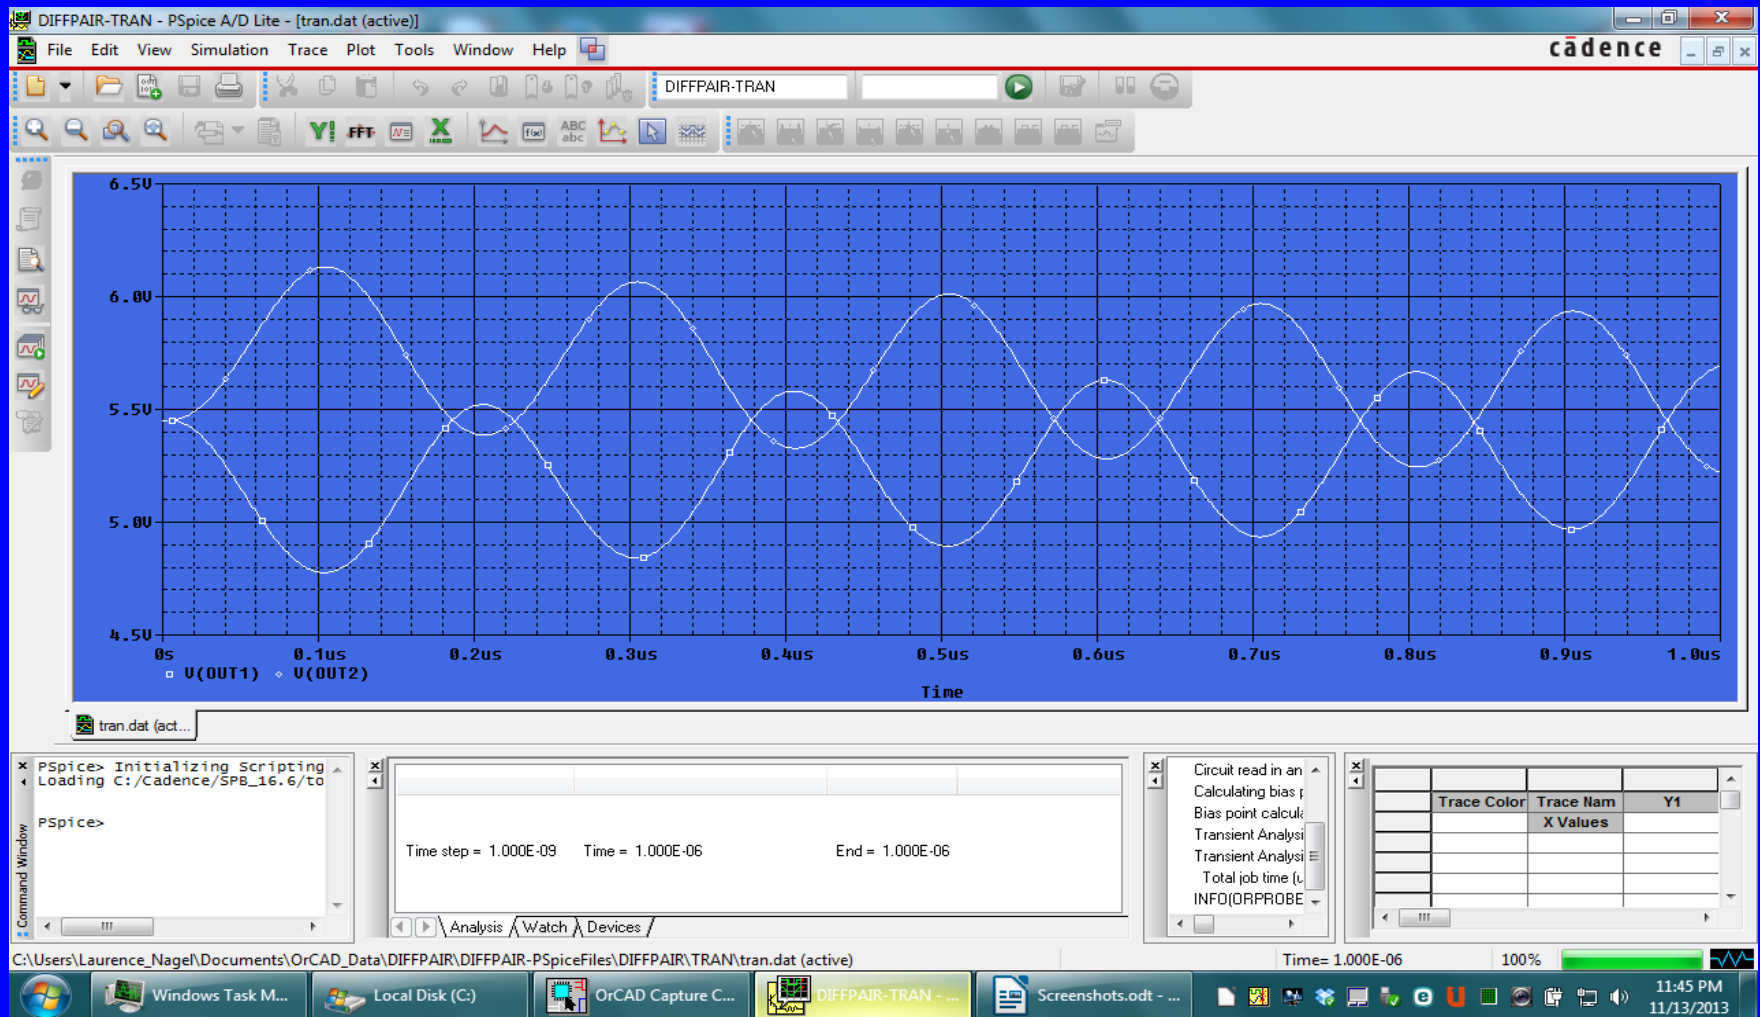 DIFFPAIR-TRAN - PSpice A/D Lite - [tran.dat (active)]
File Edit View Simulation Trace Plot Tools Window Help
cādence
DIFFPAIR-TRAN
FFT
ABC
abc
6.5V
6.0V
5.5V
5.0V
4.5V
0s 0.1us 0.2us 0.3us 0.4us 0.5us 0.6us 0.7us 0.8us 0.9us 1.0us
V(OUT1) V(OUT2)
Time
tran.dat (act...
Command Window
PSpice> Initializing Scripting
Loading C:/Cadence/SPB_16.6/to
PSpice>
Time step = 1.000E-09 Time = 1.000E-06 End = 1.000E-06
Analysis Watch Devices
Circuit read in an
Calculating bias p
Bias point calcula
Transient Analysi
Transient Analysi
Total job time (u
INFO(ORPROBE
Trace Color Trace Nam Y1
X Values
C:\Users\Laurence_Nagel\Documents\OrCAD_Data\DIFFPAIR\DIFFPAIR-PSpiceFiles\DIFFPAIR\TRAN\tran.dat (active) Time= 1.000E-06 100%
Windows Task M... Local Disk (C:) OrCAD Capture C... DIFFPAIR-TRAN - ... Screenshots.odt - ...
11:45 PM
11/13/2013